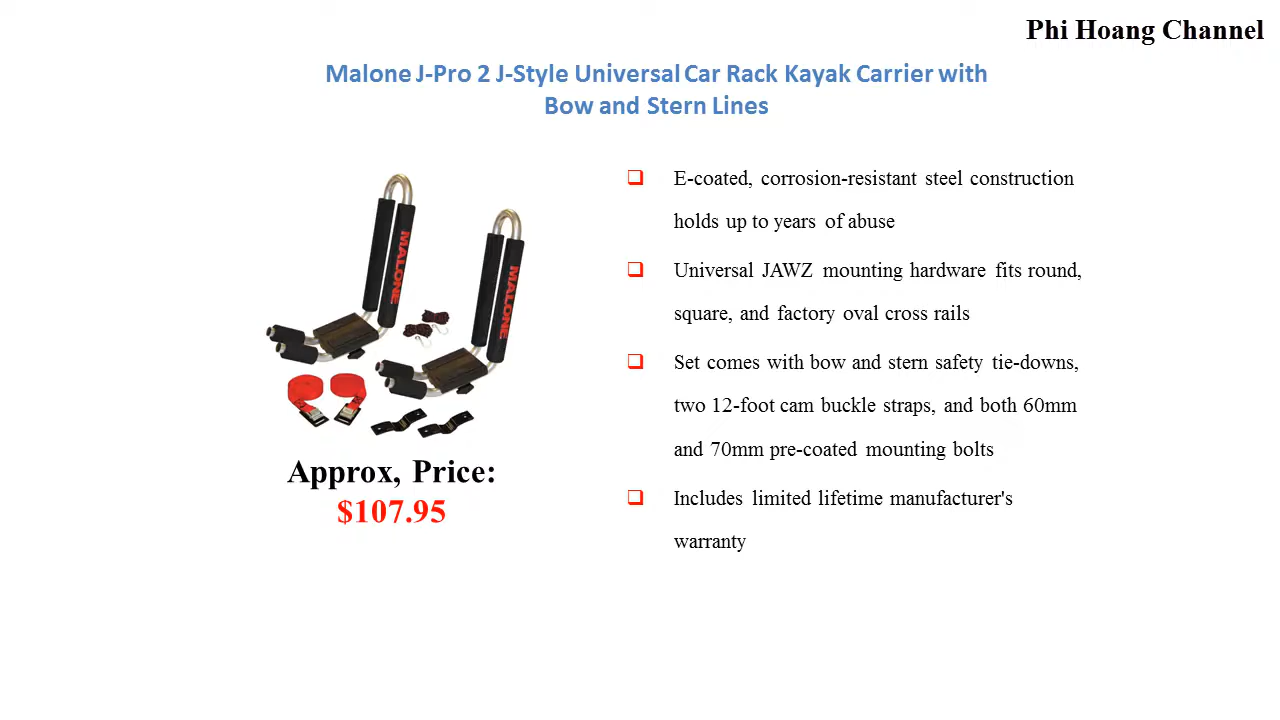 Phi Hoang Channel
Malone J-Pro 2 J-Style Universal Car Rack Kayak Carrier with
Bow and Stern Lines
MALONE
MALONE
Approx, Price:
$107.95
E-coated, corrosion-resistant steel construction
holds up to years of abuse
Universal JAWZ mounting hardware fits round,
square, and factory oval cross rails
Set comes with bow and stern safety tie-downs,
two 12-foot cam buckle straps, and both 60mm
and 70mm pre-coated mounting bolts
Includes limited lifetime manufacturer's
warranty